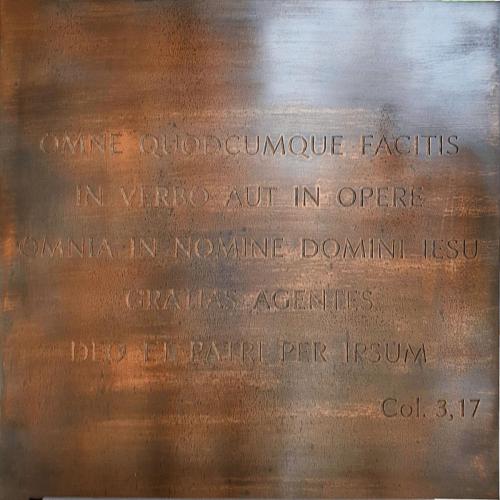 OMNE QUODCUMQUE FACITIS
IN VERBO AUT IN OPERE
OMNIA IN NOMINE DOMINI IESU
GRATIAS AGENTES
DEO ET PATRI PER IPSUM
Col. 3,17